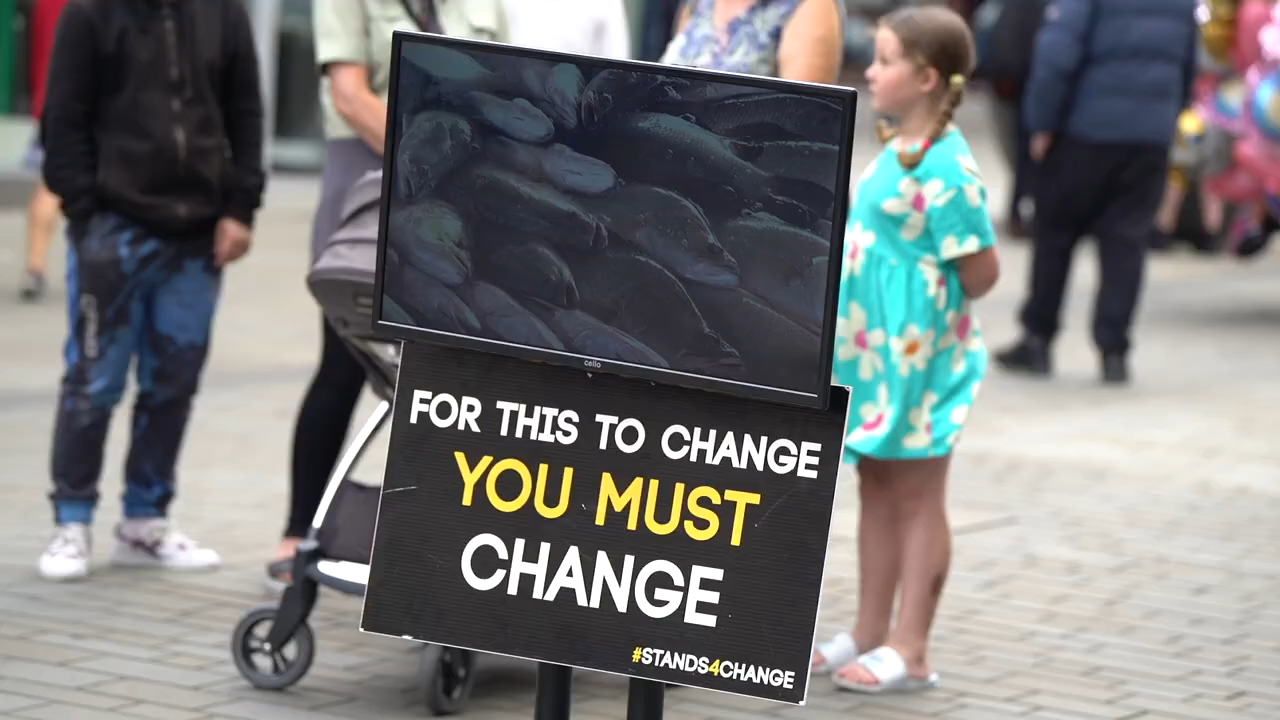 cello
FOR THIS TO CHANGE
YOU MUST
CHANGE
#STANDS4CHANGE